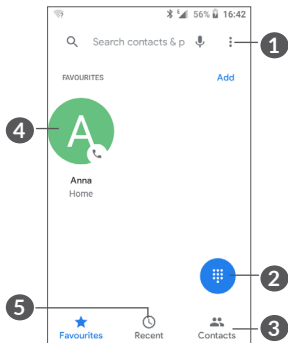 56% 16:42
Search contacts & p
1
FAVOURITES Add
4
A
Anna
Home
2
5
Favourites Recent Contacts
3